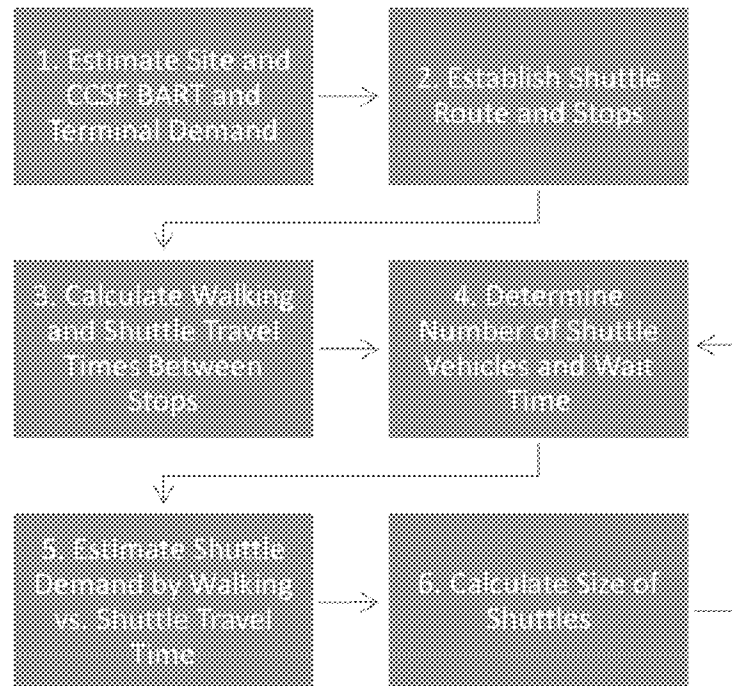 1. Estimate Site and
CCSF BART and
Terminal Demand
2. Establish Shuttle
Route and Stops
3. Calculate Walking
and Shuttle Travel
Times Between
Stops
4. Determine
Number of Shuttle
Vehicles and Wait
Time
5. Estimate Shuttle
Demand by Walking
vs. Shuttle Travel
Time
6. Calculate Size of
Shuttles